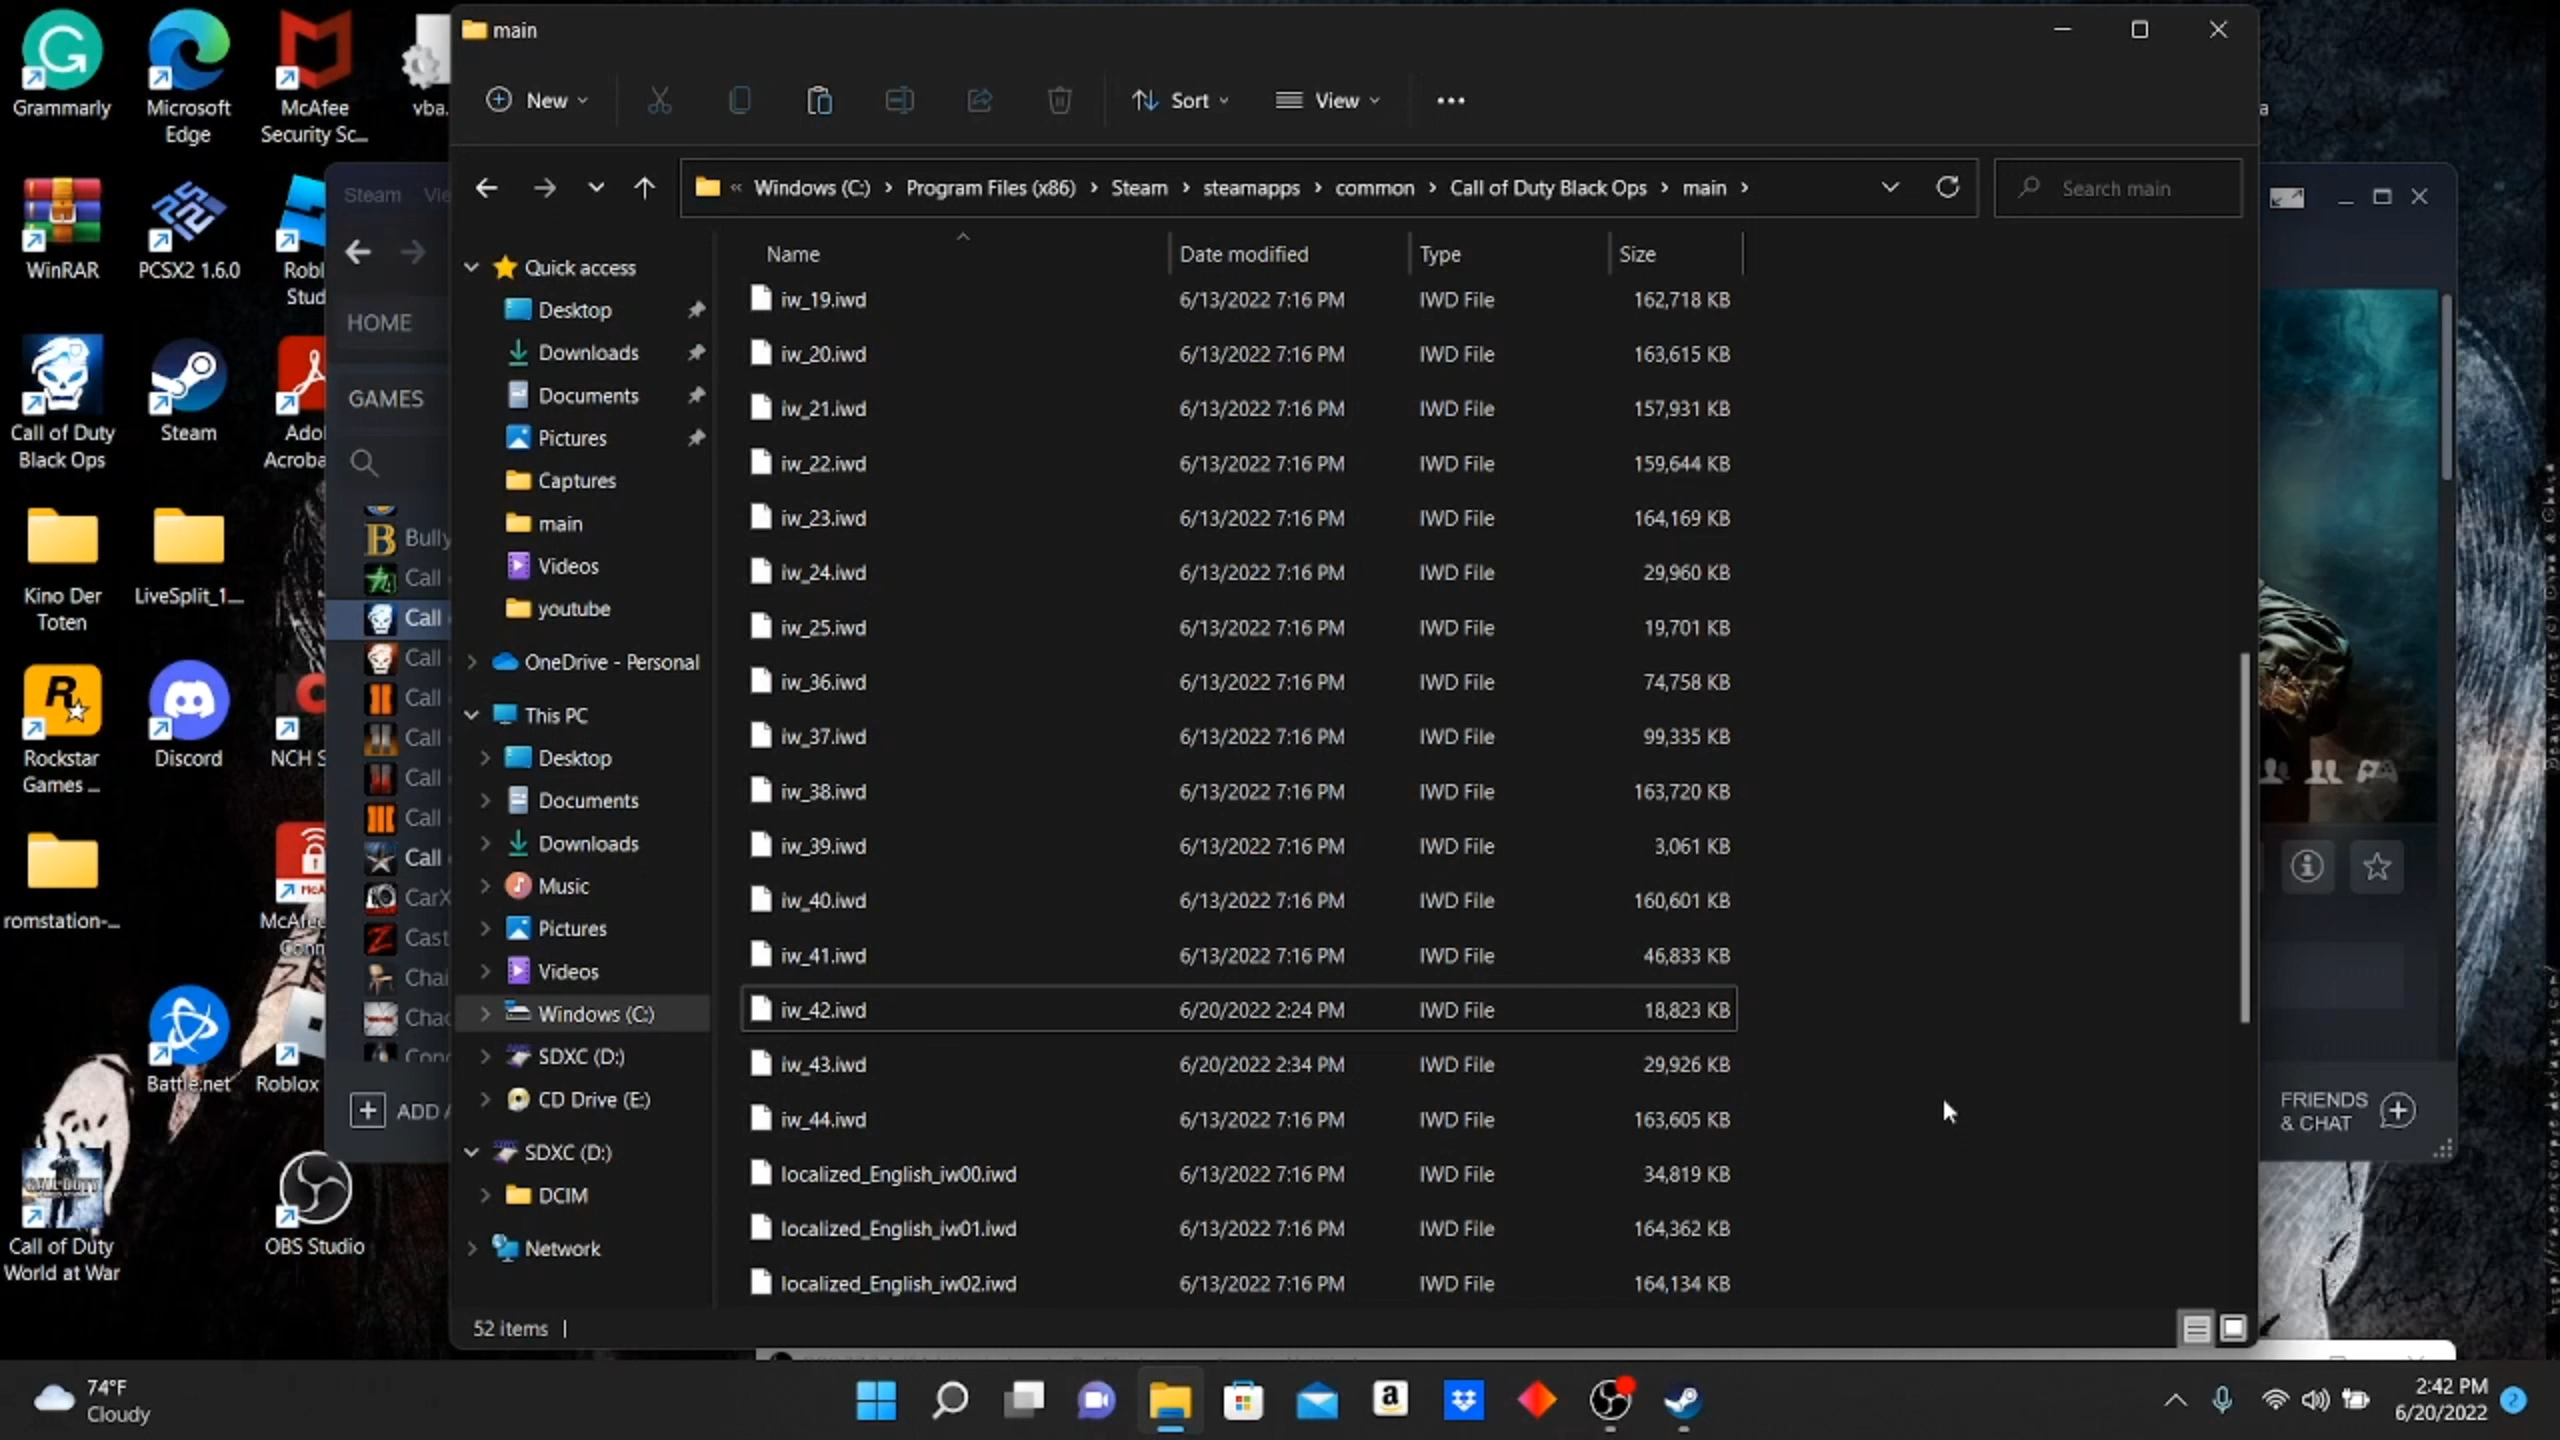 Grammarly
Microsoft
Edge
McAfee
Security Sc...
vba.
WinRAR
PCSX2 1.6.0
Robl
Stud
Call of Duty
Black Ops
Steam
Adol
Acroba
Kino Der
Toten
LiveSplit_1....
Rockstar
Games ...
Discord
NCH S
romstation-...
McAfee
Conn
Battle.net
Roblox
Call of Duty
World at War
OBS Studio
Steam Vie
HOME
GAMES
Bully
Call
Call
Call
Call
Call
Call
Call
Call
CarX
Cast
Chai
Chao
Conc
ADD A
main
New
Sort
View
« Windows (C:) › Program Files (x86) › Steam › steamapps › common › Call of Duty Black Ops › main ›
Search main
Quick access
Desktop
Downloads
Documents
Pictures
Captures
main
Videos
youtube
OneDrive - Personal
This PC
Desktop
Documents
Downloads
Music
Pictures
Videos
Windows (C:)
SDXC (D:)
CD Drive (E:)
SDXC (D:)
DCIM
Network
Name Date modified Type Size
iw_19.iwd 6/13/2022 7:16 PM IWD File 162,718 KB
iw_20.iwd 6/13/2022 7:16 PM IWD File 163,615 KB
iw_21.iwd 6/13/2022 7:16 PM IWD File 157,931 KB
iw_22.iwd 6/13/2022 7:16 PM IWD File 159,644 KB
iw_23.iwd 6/13/2022 7:16 PM IWD File 164,169 KB
iw_24.iwd 6/13/2022 7:16 PM IWD File 29,960 KB
iw_25.iwd 6/13/2022 7:16 PM IWD File 19,701 KB
iw_36.iwd 6/13/2022 7:16 PM IWD File 74,758 KB
iw_37.iwd 6/13/2022 7:16 PM IWD File 99,335 KB
iw_38.iwd 6/13/2022 7:16 PM IWD File 163,720 KB
iw_39.iwd 6/13/2022 7:16 PM IWD File 3,061 KB
iw_40.iwd 6/13/2022 7:16 PM IWD File 160,601 KB
iw_41.iwd 6/13/2022 7:16 PM IWD File 46,833 KB
iw_42.iwd 6/20/2022 2:24 PM IWD File 18,823 KB
iw_43.iwd 6/20/2022 2:34 PM IWD File 29,926 KB
iw_44.iwd 6/13/2022 7:16 PM IWD File 163,605 KB
localized_English_iw00.iwd 6/13/2022 7:16 PM IWD File 34,819 KB
localized_English_iw01.iwd 6/13/2022 7:16 PM IWD File 164,362 KB
localized_English_iw02.iwd 6/13/2022 7:16 PM IWD File 164,134 KB
52 items
FRIENDS
& CHAT
74°F
Cloudy
2:42 PM
6/20/2022
2